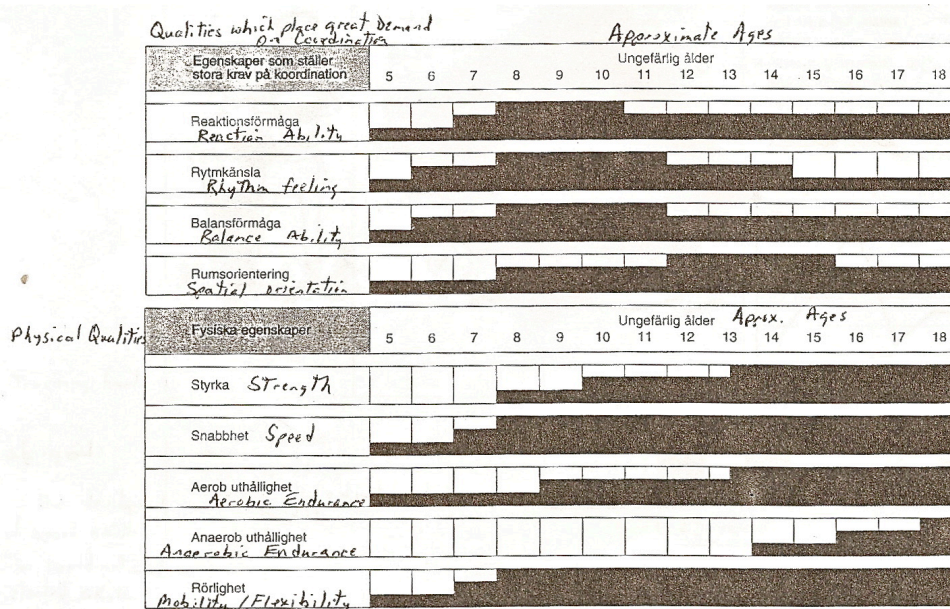 Qualities which place great Demand
on Coordination
Approximate Ages
Egenskaper som ställer
stora krav på koordination
Ungefärlig ålder
5 6 7 8 9 10 11 12 13 14 15 16 17 18
Reaktionsförmåga
Reaction Ability
Rytmkänsla
Rhythm feeling
Balansförmåga
Balance Ability
Rumsorientering
Spatial orientation
Physical Qualities
Fysiska egenskaper
Ungefärlig ålder Aprox. Ages
5 6 7 8 9 10 11 12 13 14 15 16 17 18
Styrka Strength
Snabbhet Speed
Aerob uthållighet
Aerobic Endurance
Anaerob uthållighet
Anaerobic Endurance
Rörlighet
Mobility / Flexibility